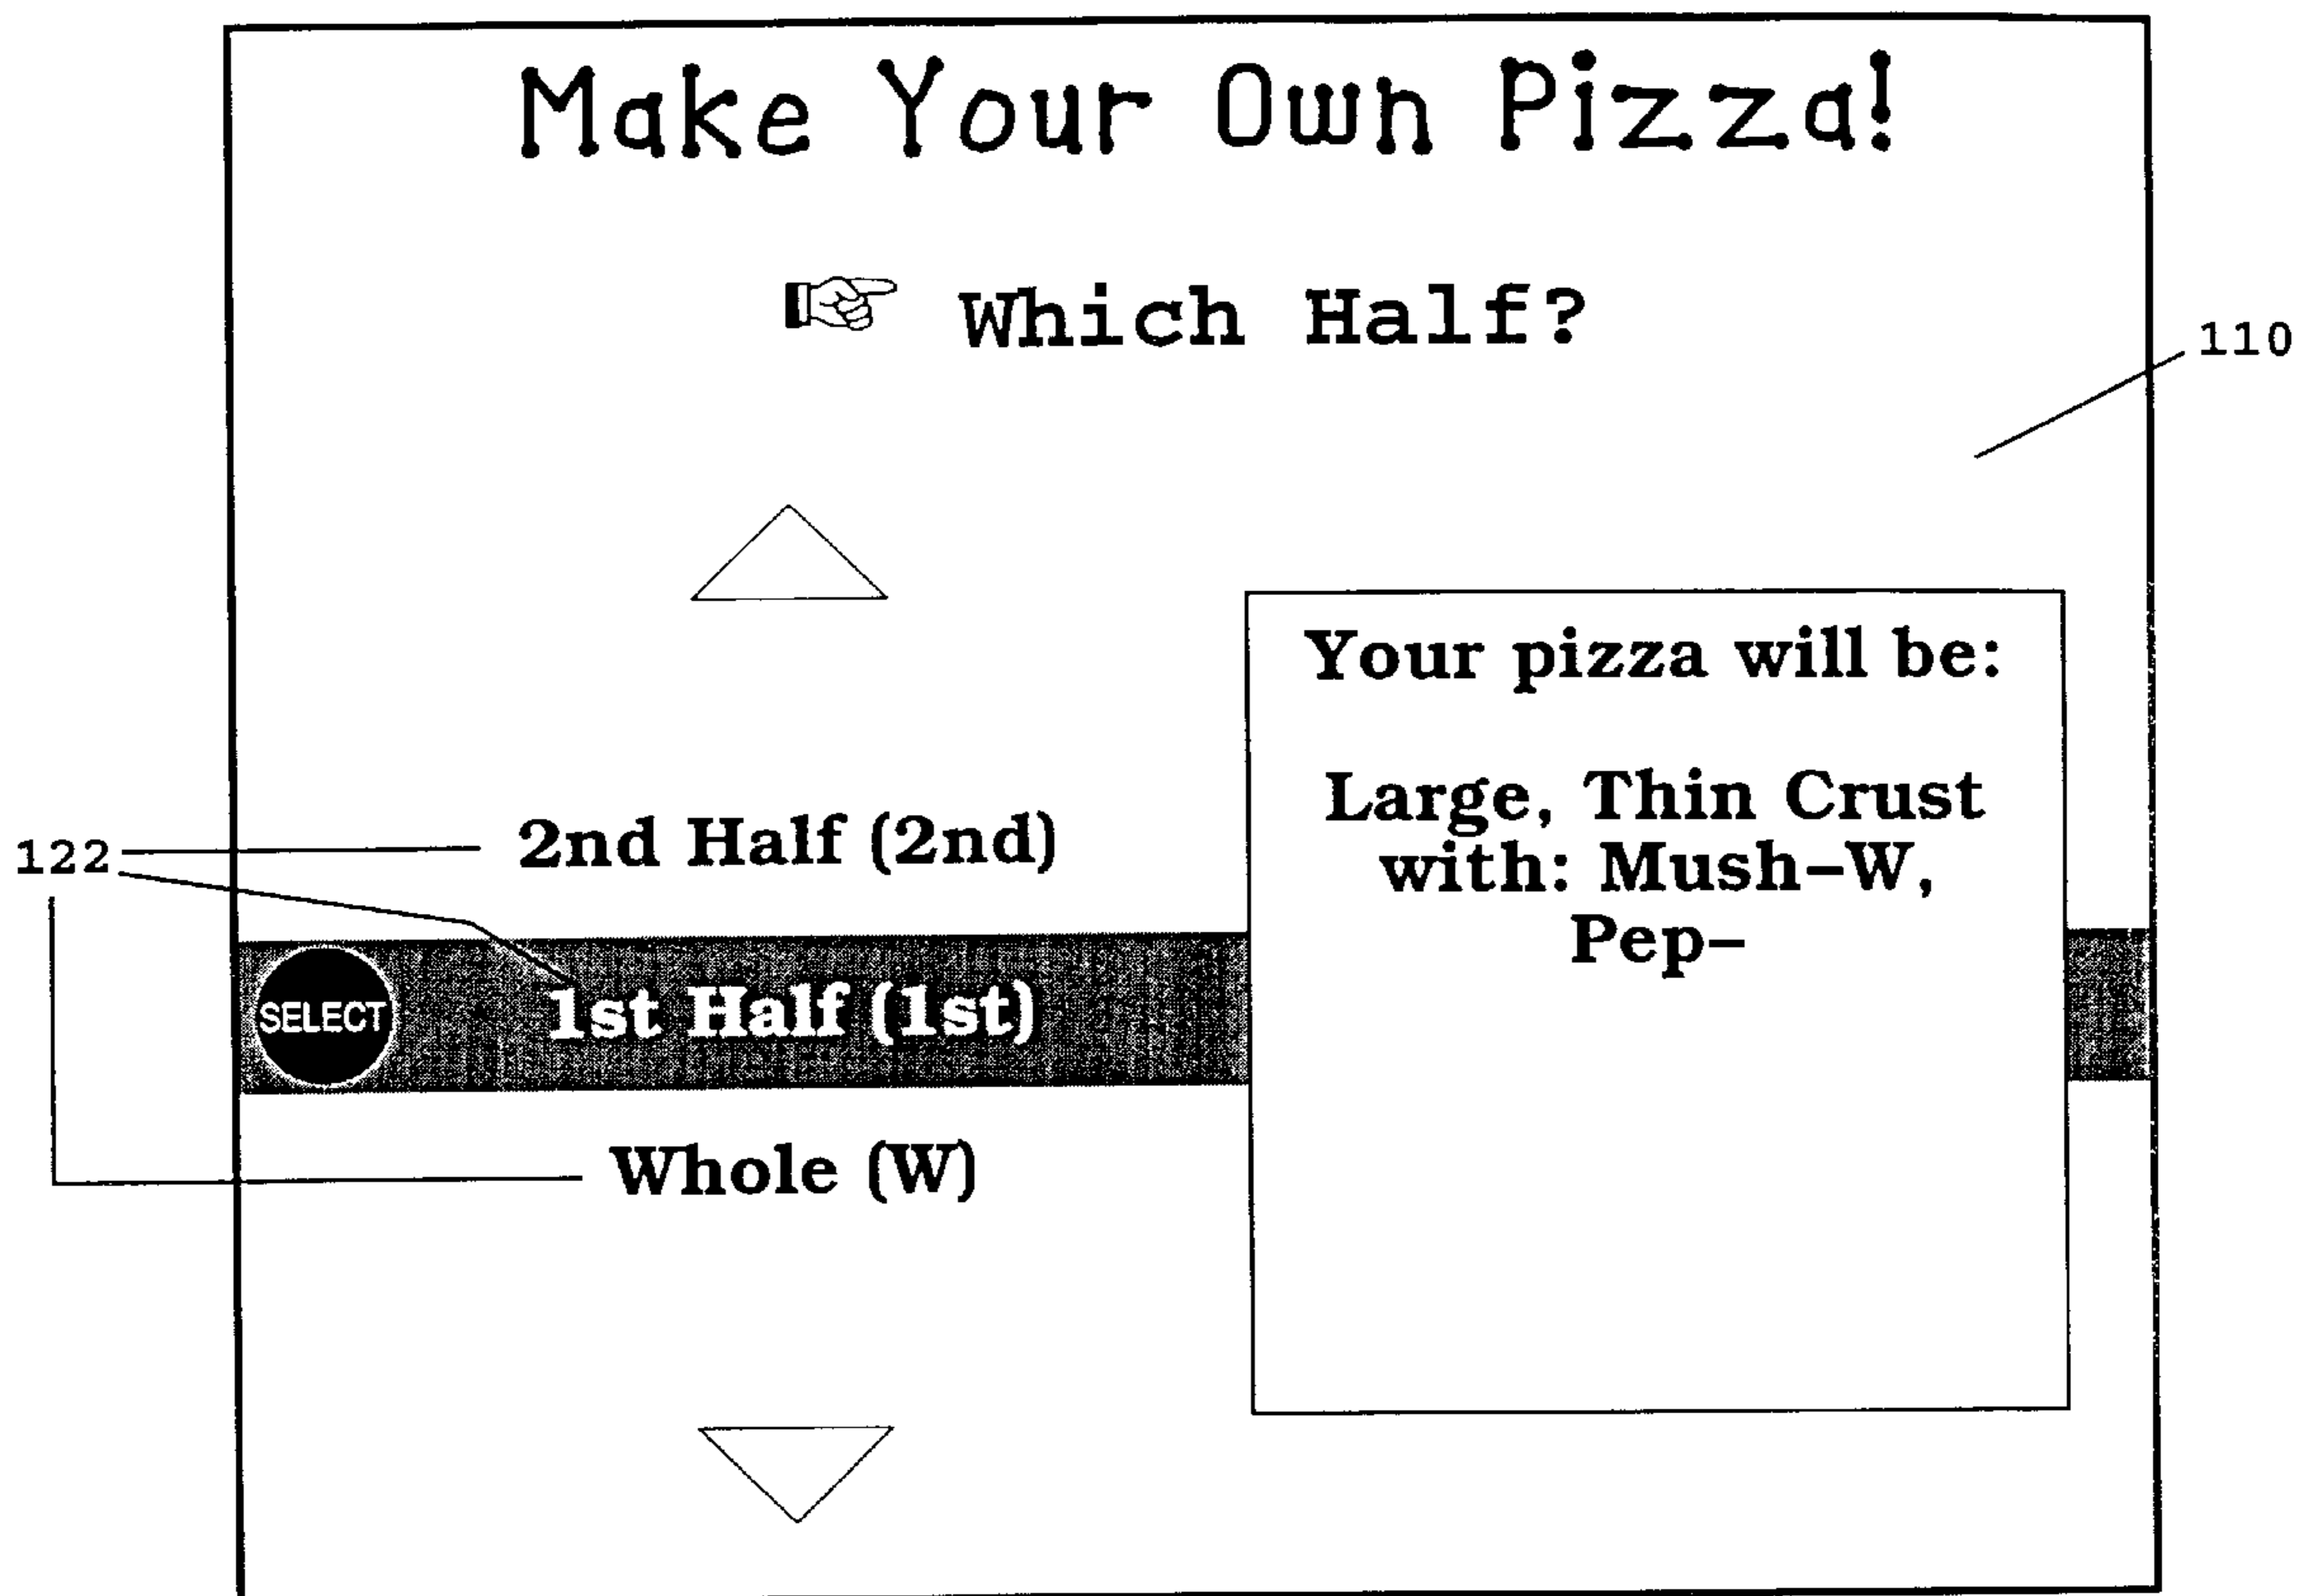 Make Your Own Pizza!
☞ Which Half?
110
Your pizza will be:
Large, Thin Crust
with: Mush–W,
Pep–
122
2nd Half (2nd)
SELECT
1st Half (1st)
Whole (W)